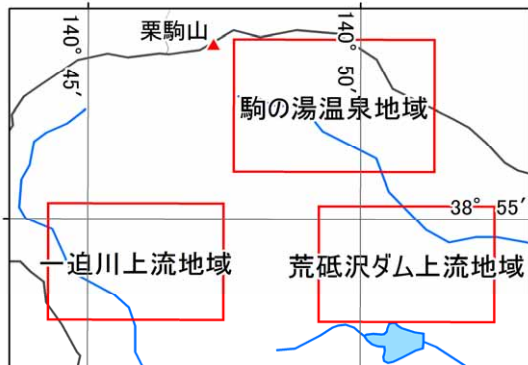 140° 45′
栗駒山
140° 50′
駒の湯温泉地域
38° 55′
一迫川上流地域
荒砥沢ダム上流地域